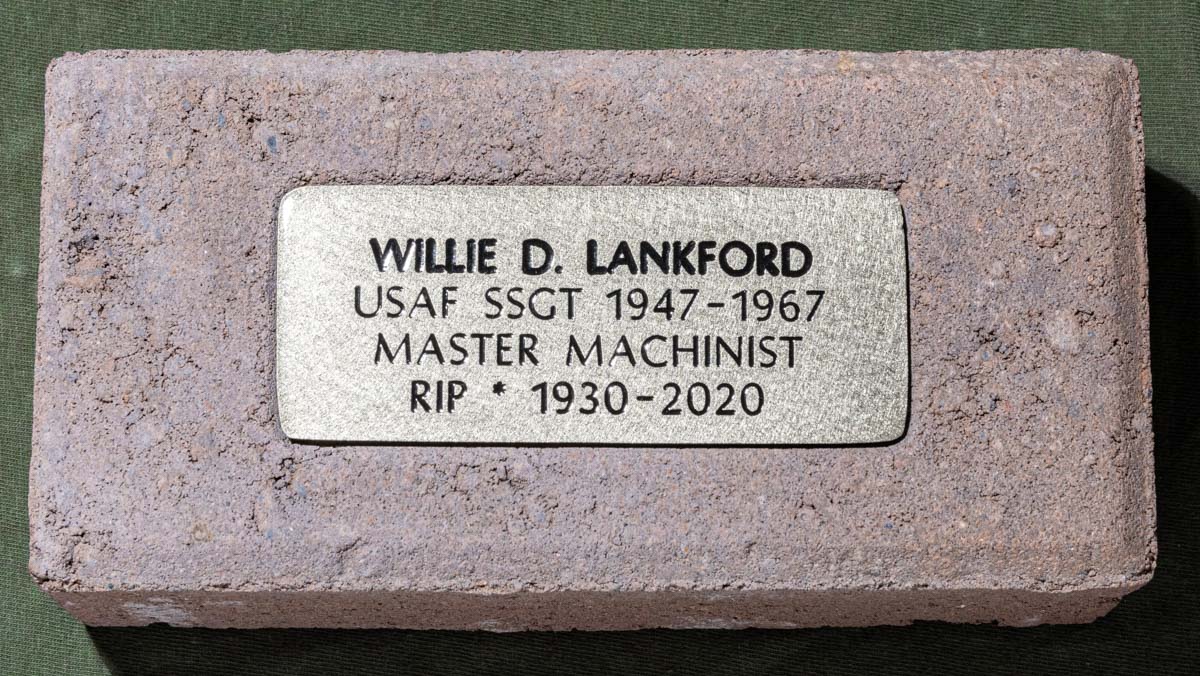 WILLIE D. LANKFORD
USAF SSGT 1947-1967
MASTER MACHINIST
RIP * 1930-2020